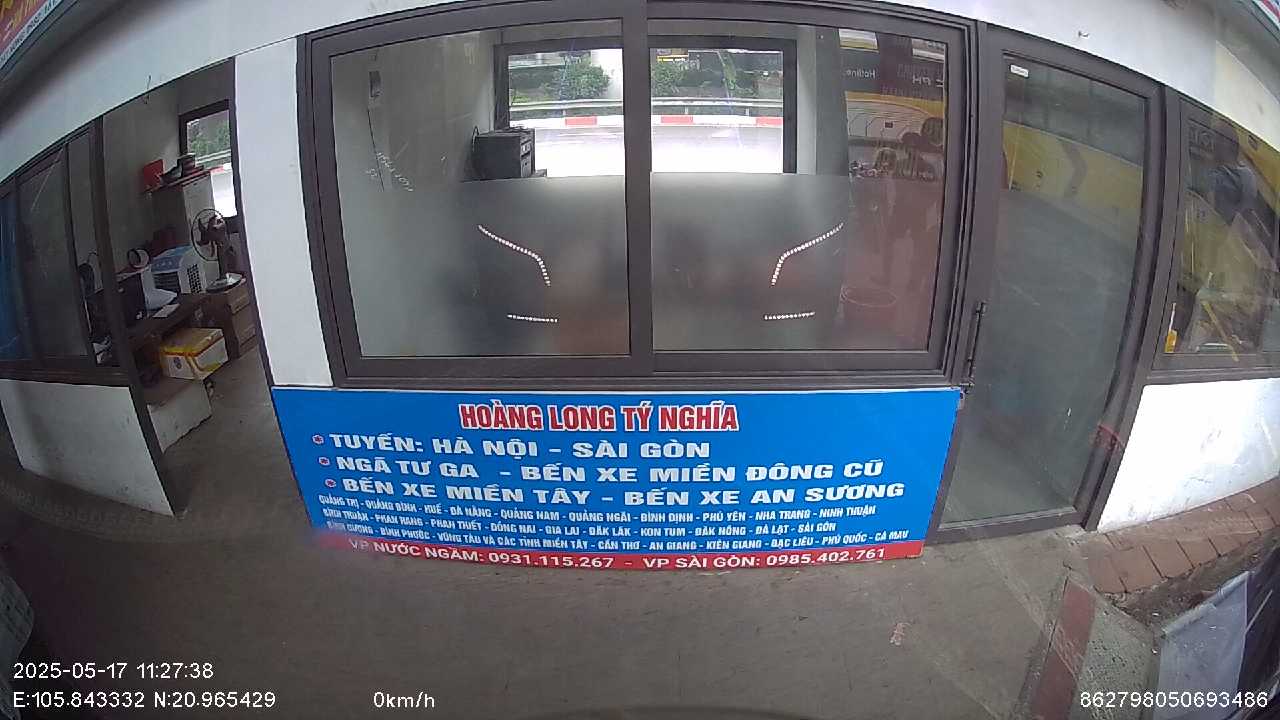 HOÀNG LONG TÝ NGHĨA
TUYẾN: HÀ NỘI - SÀI GÒN
NGÃ TƯ GA - BẾN XE MIỀN ĐÔNG CŨ
BẾN XE MIỀN TÂY - BẾN XE AN SƯƠNG
QUẢNG TRỊ - QUẢNG BÌNH - HUẾ - ĐÀ NẴNG - QUẢNG NAM - QUẢNG NGÃI - BÌNH ĐỊNH - PHÚ YÊN - NHA TRANG - NINH THUẬN
BÌNH THUẬN - PHAN RANG - PHAN THIẾT - ĐỒNG NAI - GIA LAI - ĐĂK LĂK - KON TUM - ĐĂK NÔNG - ĐÀ LẠT - SÀI GÒN
BÌNH DƯƠNG - BÌNH PHƯỚC - VŨNG TÀU VÀ CÁC TỈNH MIỀN TÂY - CẦN THƠ - AN GIANG - KIÊN GIANG - BẠC LIÊU - PHÚ QUỐC - CÀ MAU
VP NƯỚC NGẦM: 0931.115.267 - VP SÀI GÒN: 0985.402.761
2025-05-17 11:27:38
E:105.843332 N:20.965429
0km/h
862798050693486